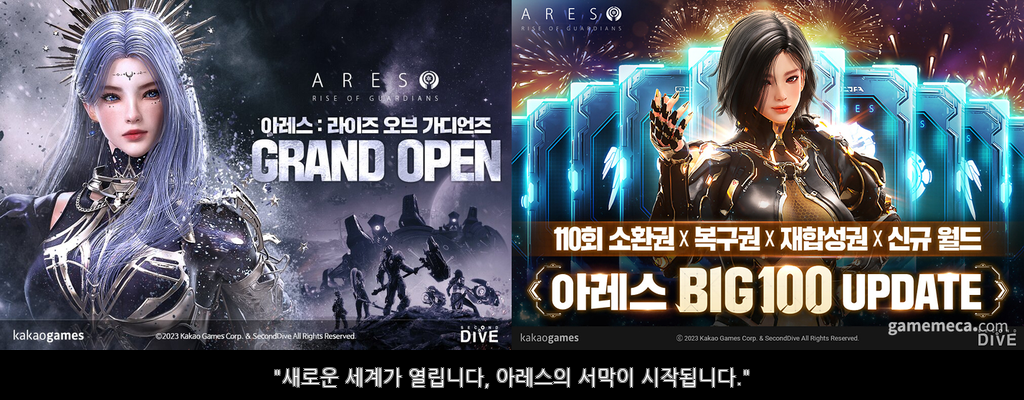 ARES
RISE OF GUARDIANS
아레스 : 라이즈 오브 가디언즈
GRAND OPEN
kakaogames
©2023 Kakao Games Corp. & SecondDive All Rights Reserved.
SECOND
DIVE
ARES
RISE OF GUARDIANS
110회 소환권 X 복구권 X 재합성권 X 신규 월드
아레스 BIG 100 UPDATE
gamemeca.com
kakaogames
ⓒ 2023 Kakao Games Corp. & SecondDive All Rights Reserved.
DIVE
"새로운 세계가 열립니다, 아레스의 서막이 시작됩니다."